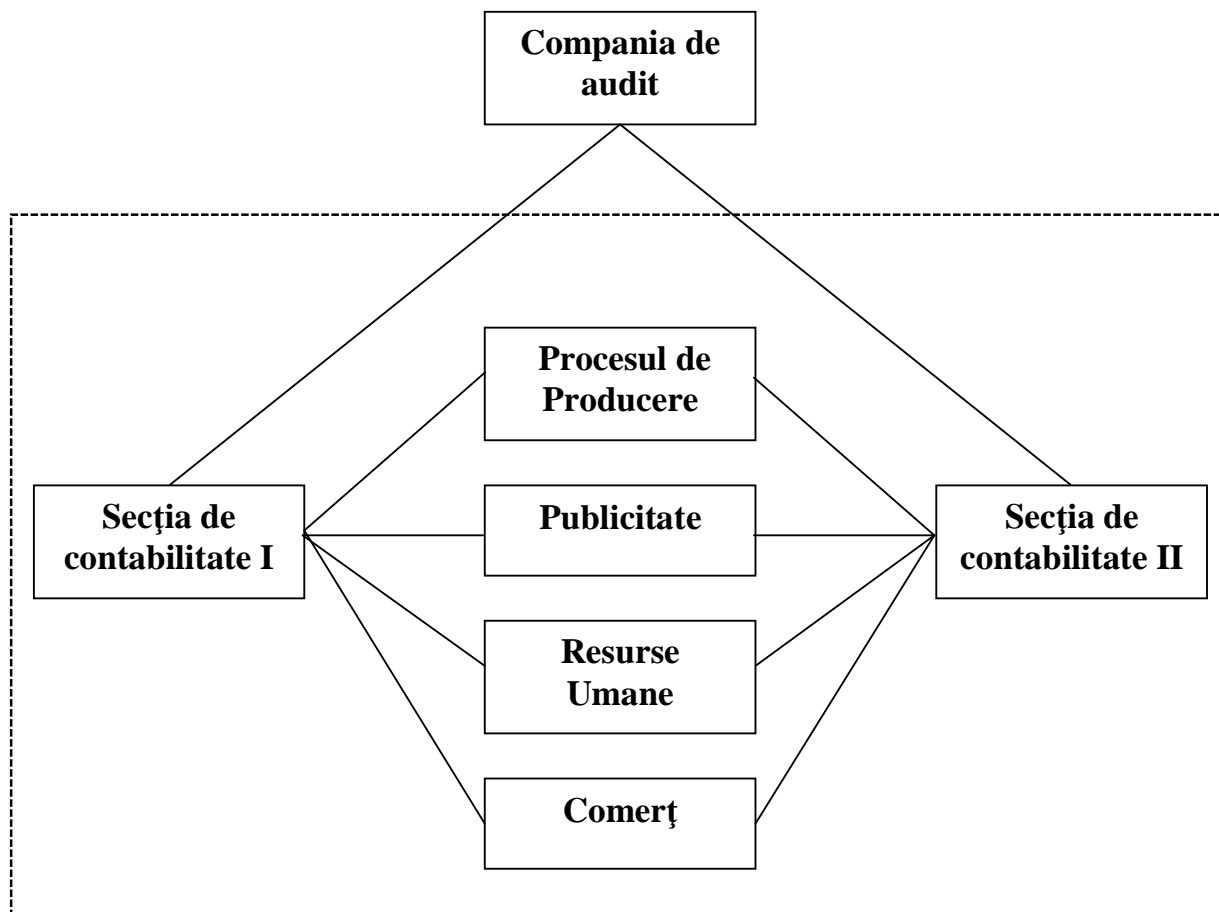 Compania de
audit
Procesul de
Producere
Secţia de
contabilitate I
Publicitate
Secţia de
contabilitate II
Resurse
Umane
Comerţ